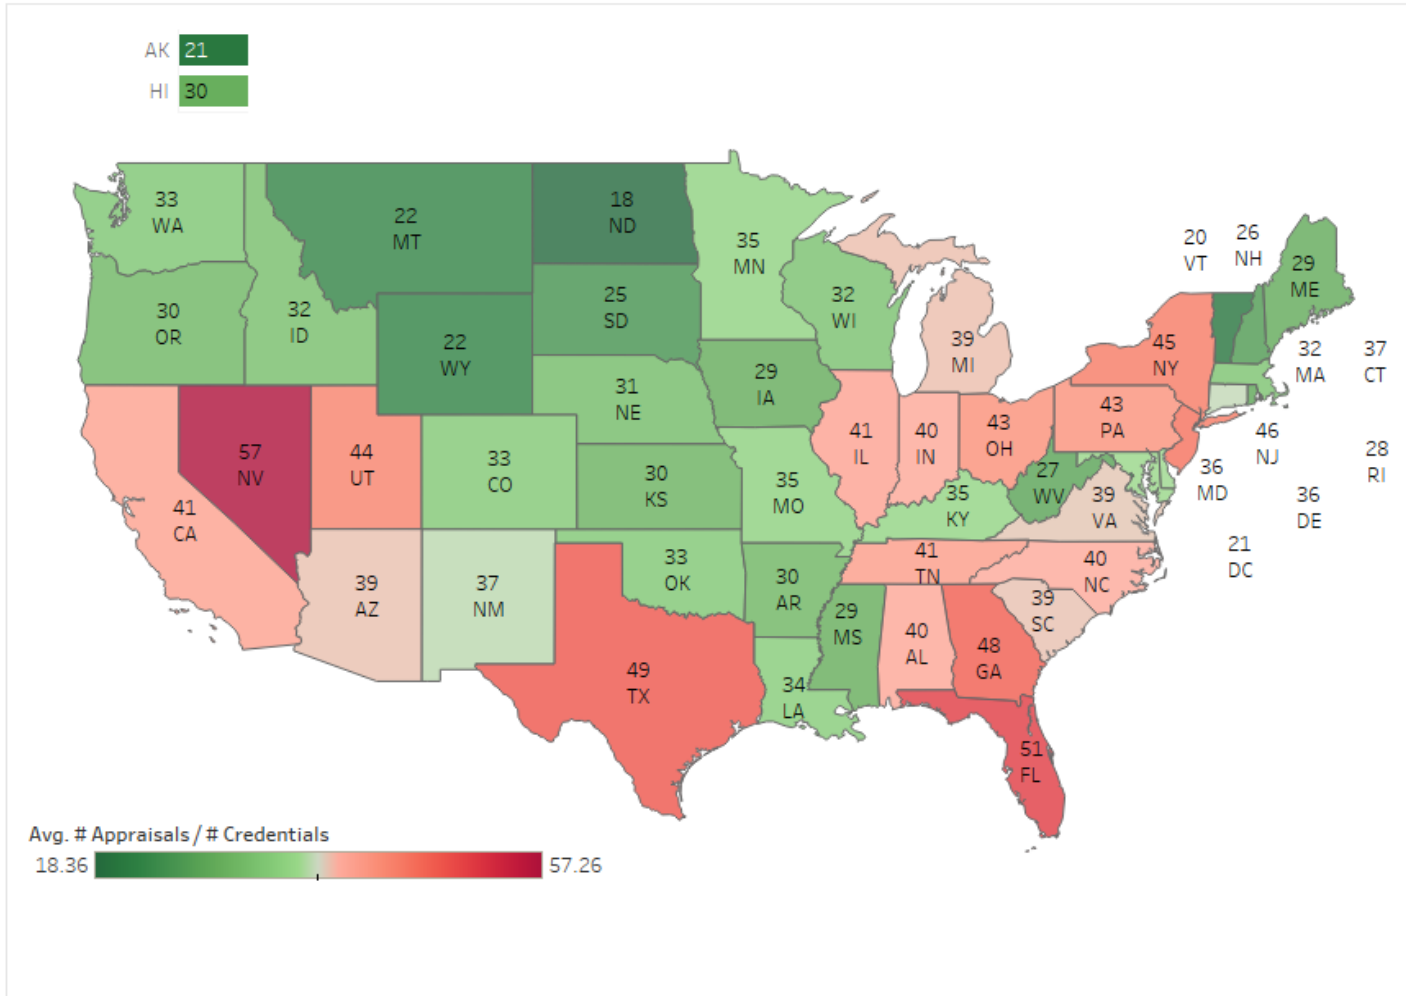 AK 21
HI 30
33
WA
22
MT
18
ND
35
MN
20
VT
26
NH
29
ME
30
OR
32
ID
25
SD
32
WI
22
WY
39
MI
45
NY
32
MA
37
CT
31
NE
29
IA
57
NV
44
UT
33
CO
30
KS
35
MO
41
IL
40
IN
43
OH
43
PA
46
NJ
28
RI
27
WV
36
MD
36
DE
41
CA
35
KY
39
VA
21
DC
39
AZ
37
NM
33
OK
30
AR
41
TN
40
NC
29
MS
40
AL
48
GA
39
SC
49
TX
34
LA
51
FL
Avg. # Appraisals / # Credentials
18.36 57.26